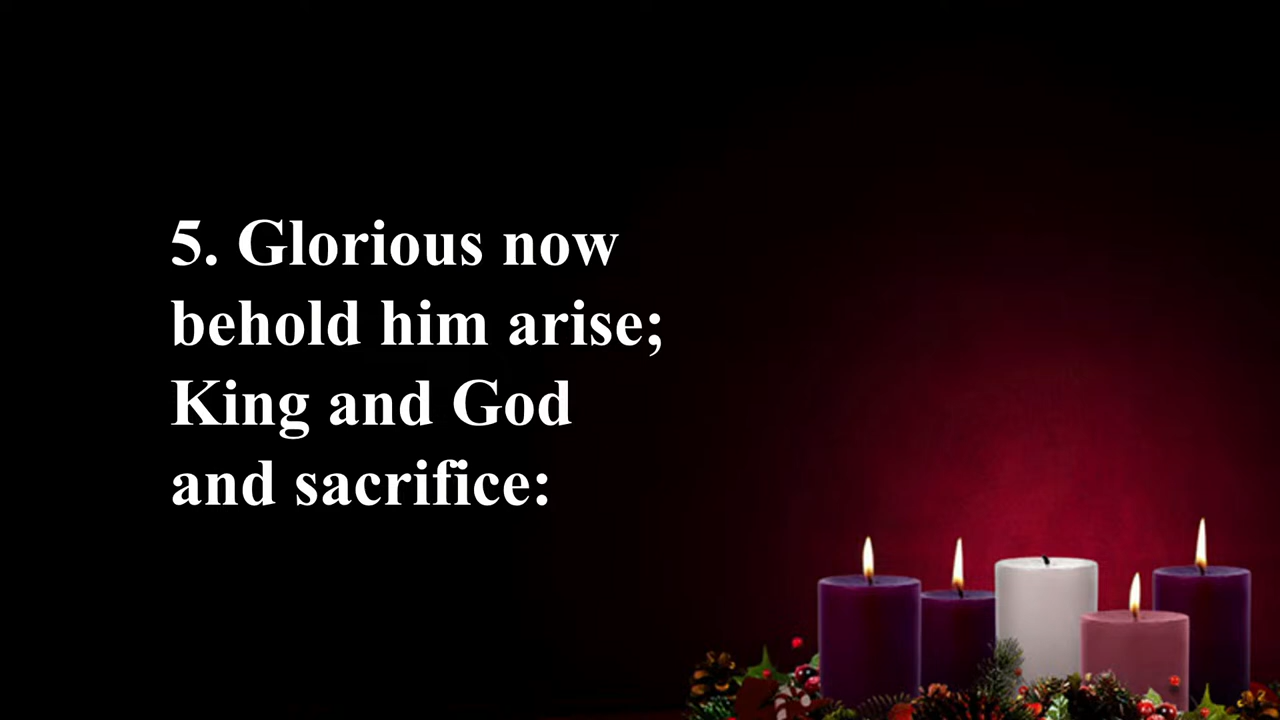 5. Glorious now
behold him arise;
King and God
and sacrifice: